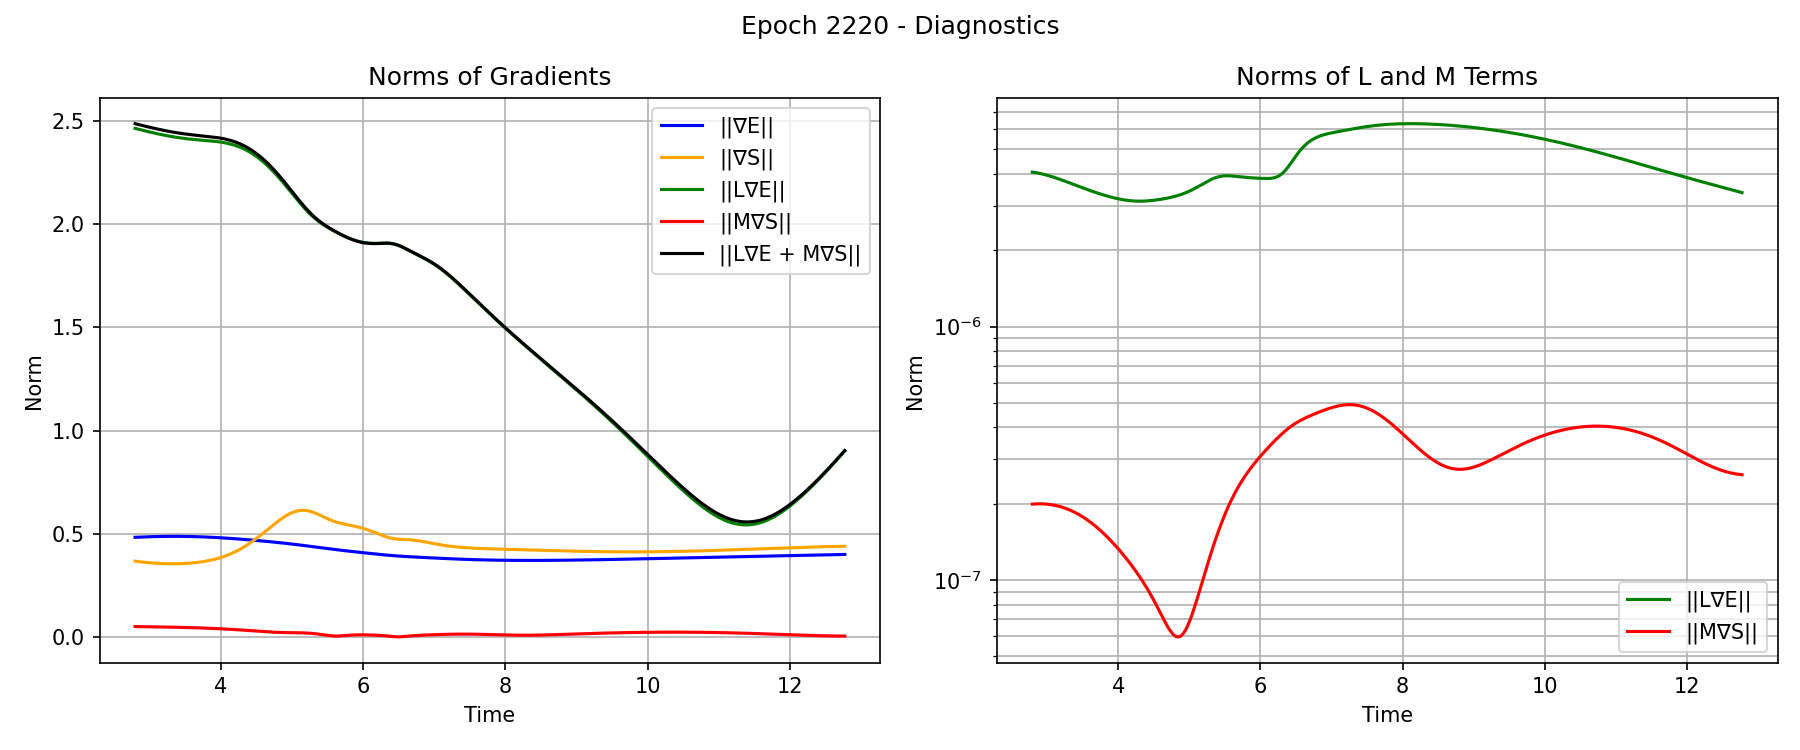 Epoch 2220 - Diagnostics
Norms of Gradients
Norm
2.5
2.0
1.5
1.0
0.5
0.0
4
6
8
10
12
Time
||∇E||
||∇S||
||L∇E||
||M∇S||
||L∇E + M∇S||
Norms of L and M Terms
Norm
10⁻⁶
10⁻⁷
4
6
8
10
12
Time
||L∇E||
||M∇S||